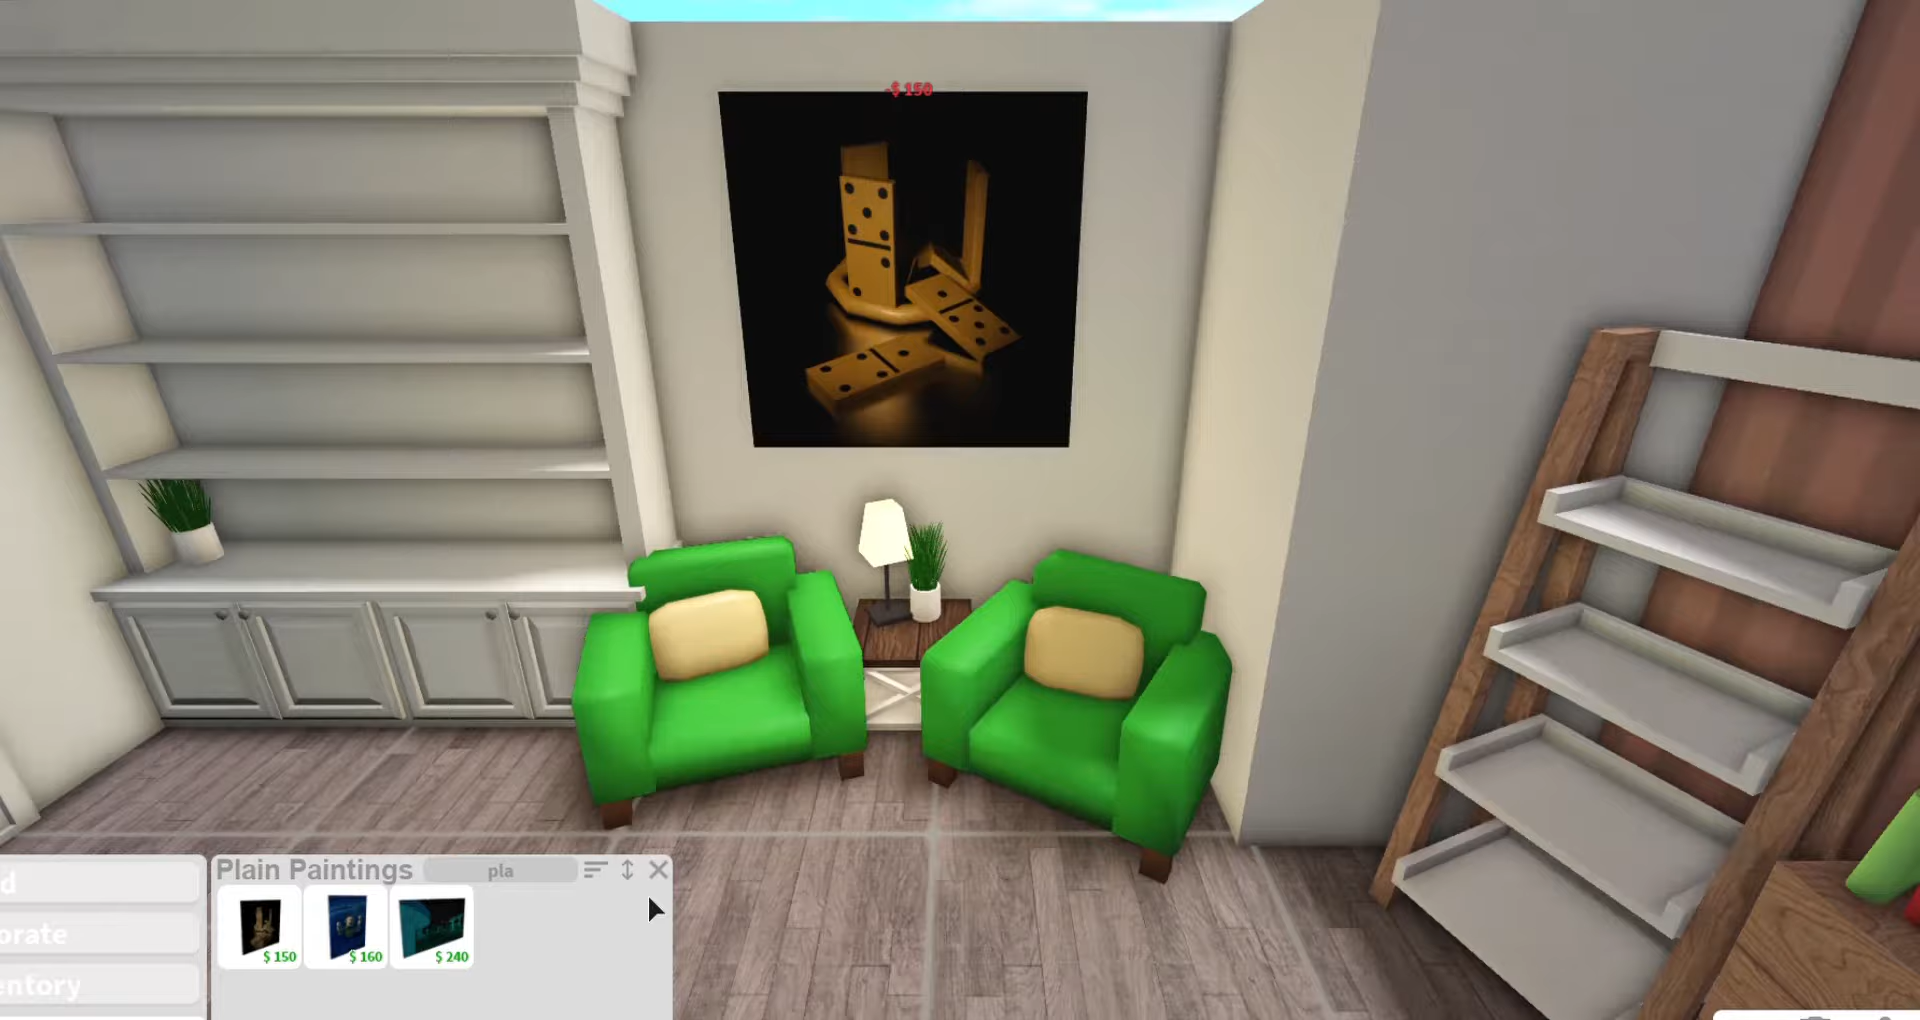 -$ 150
Plain Paintings
pla
$ 150
$ 160
$ 240
d
orate
entory